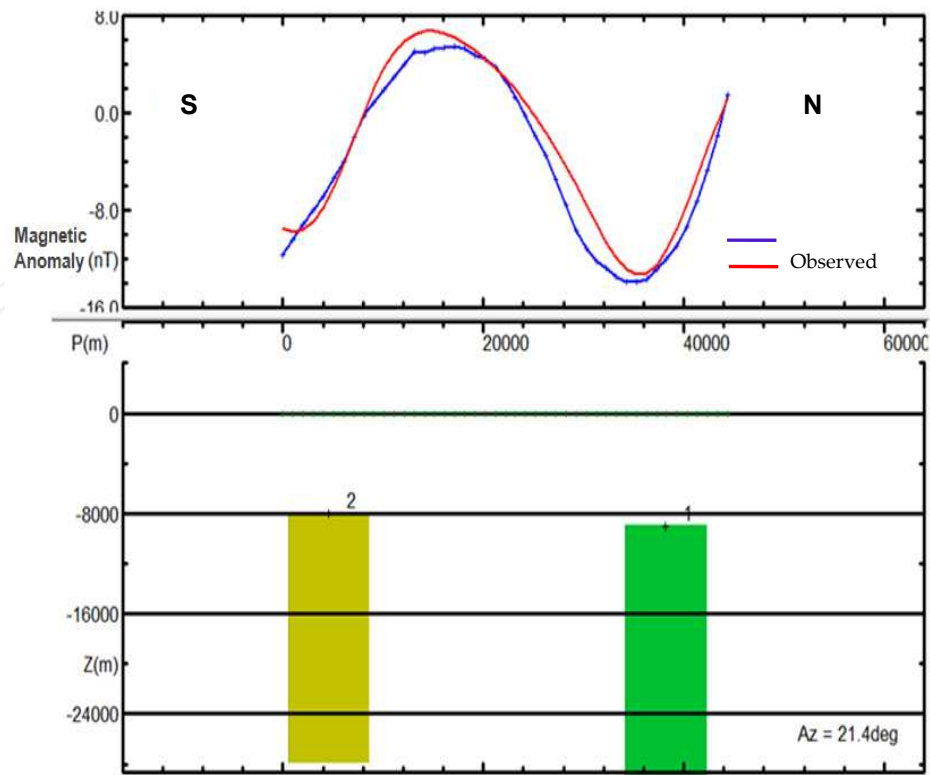 8.0
S
N
0.0
-8.0
Magnetic
Anomaly (nT)
Observed
-16.0
P(m) 0 20000 40000 60000
0
2
1
-8000
-16000
Z(m)
-24000
Az = 21.4deg